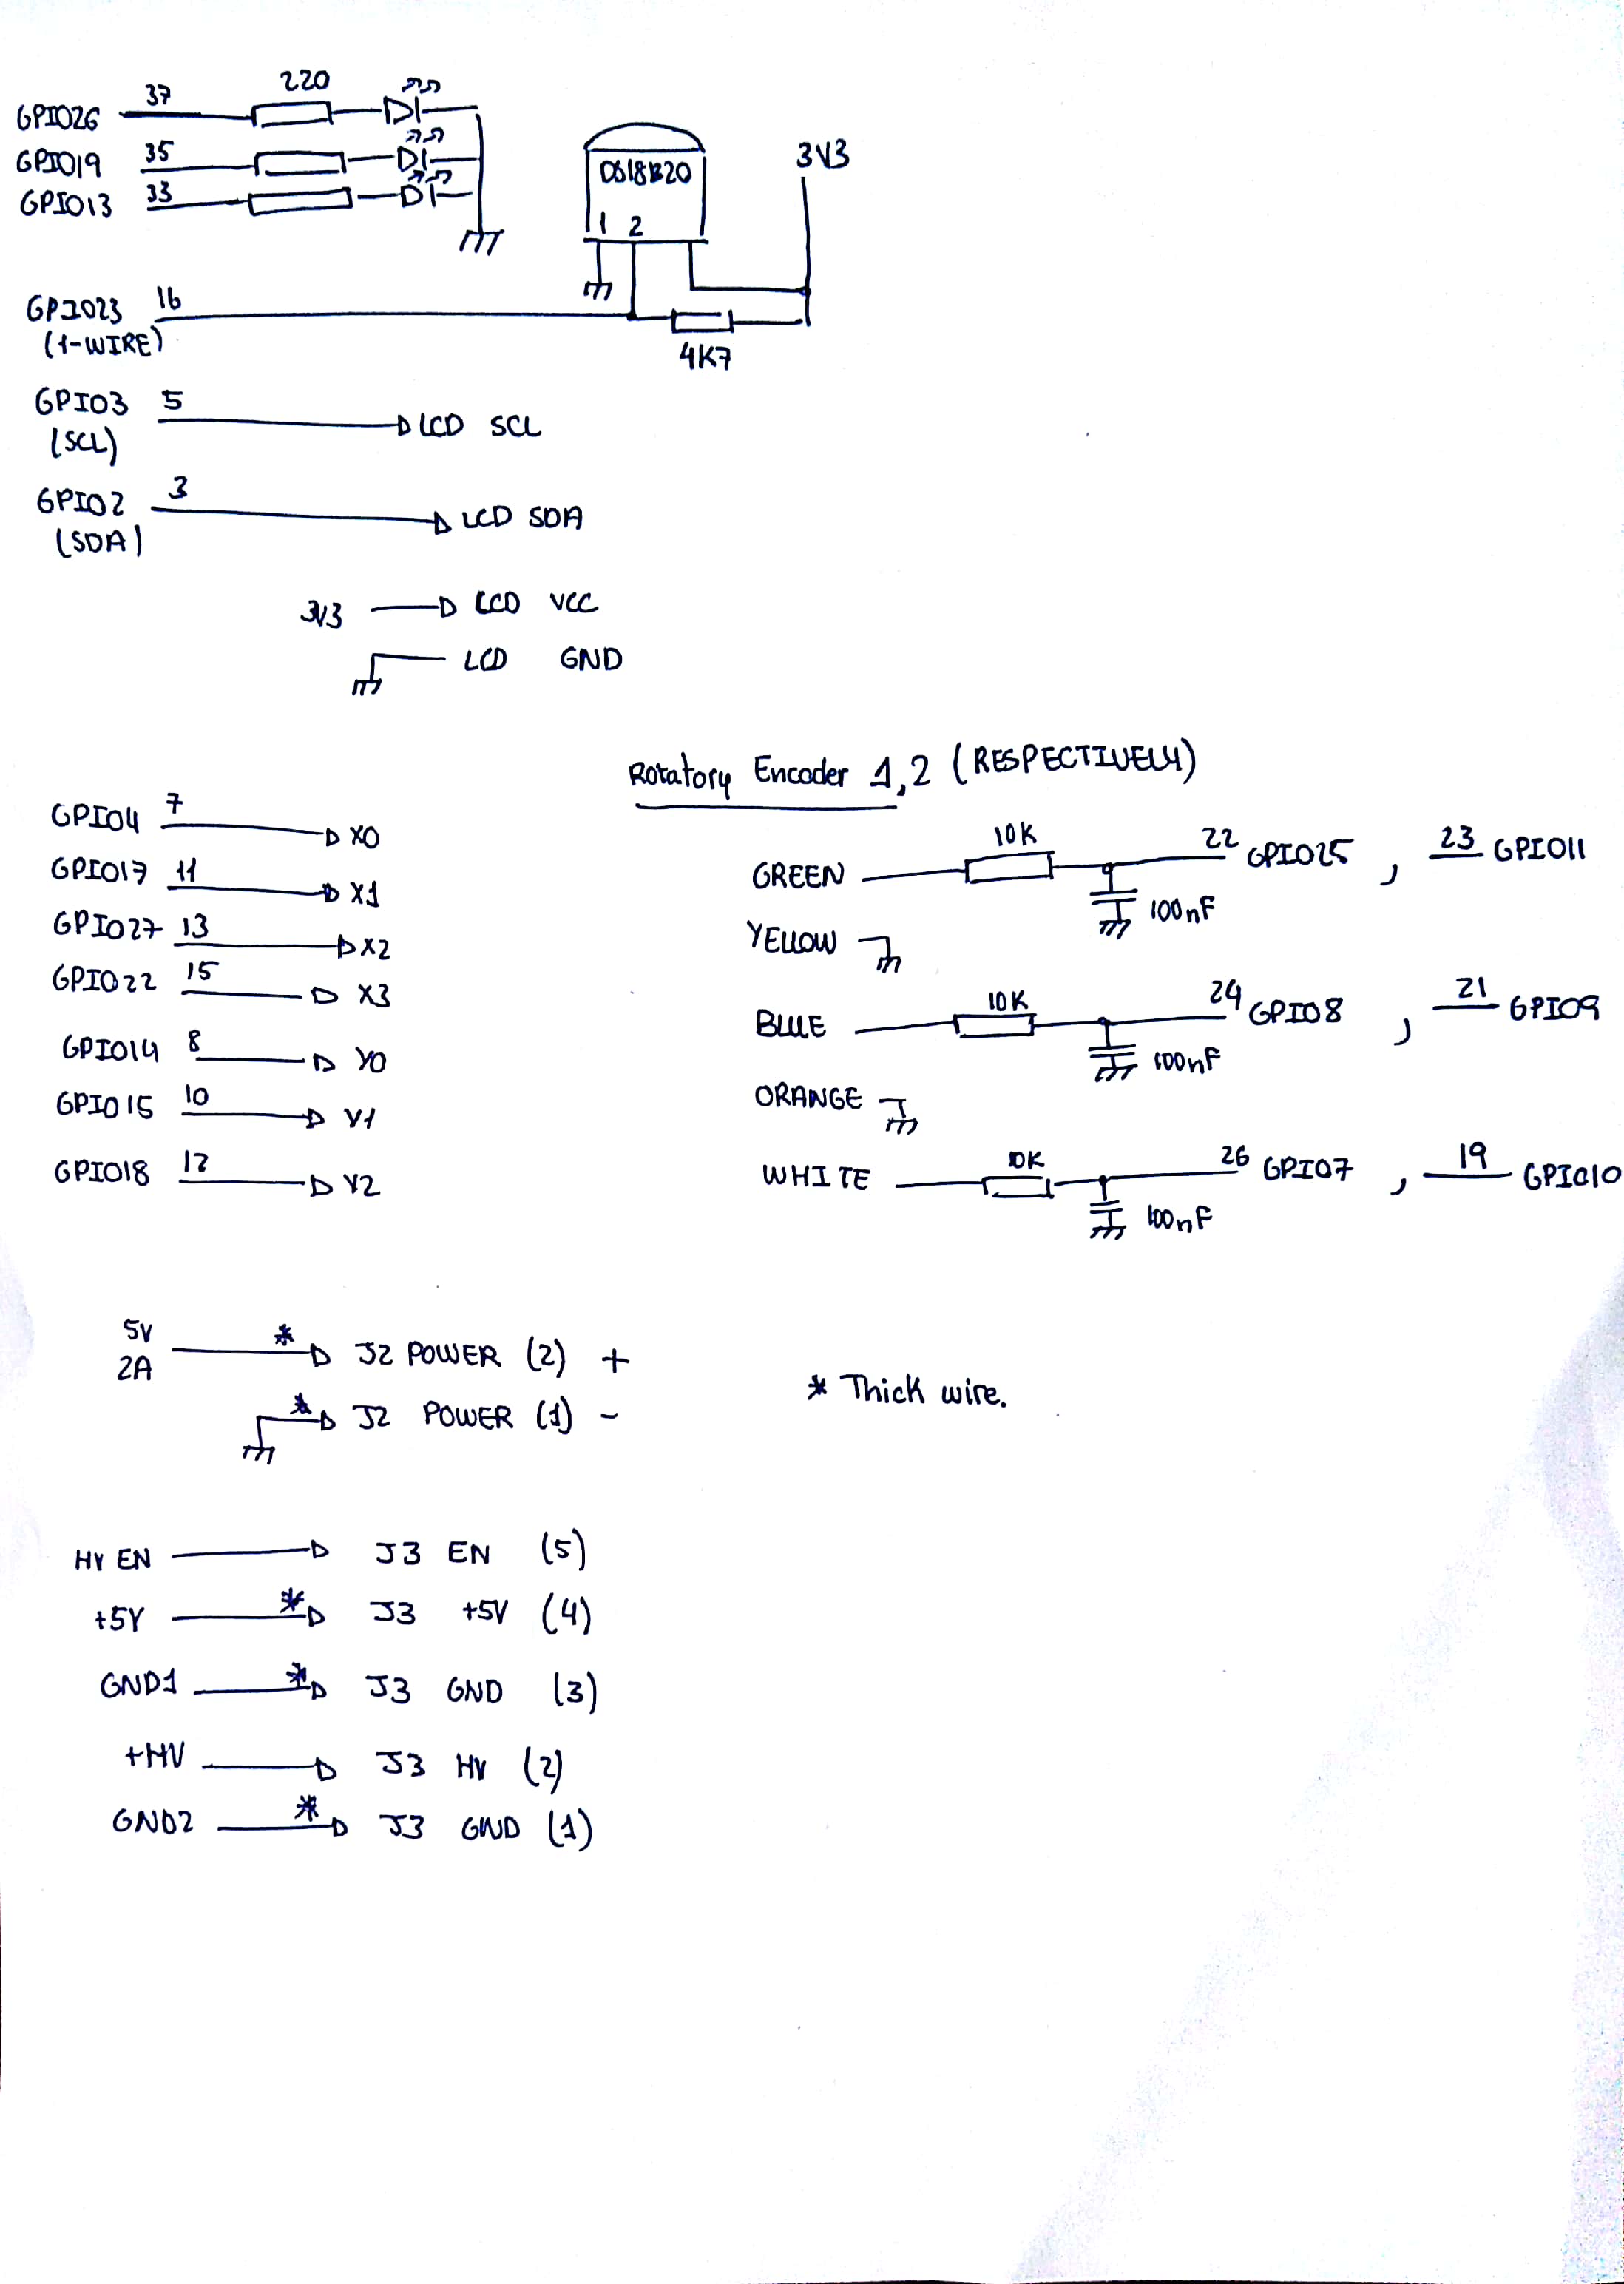 220
GPIO26 37
GPIO19 35
GPIO13 33
DS18B20
1 2
3V3
GPIO23 16
(1-WIRE)
4K7
GPIO3 5
(SCL)
LCD SCL
GPIO2 3
(SDA)
LCD SDA
3V3 LCD VCC
LCD GND
Rotatory Encoder 1,2 (RESPECTIVELY)
GPIO4 7 X0
GPIO17 11 X1
GPIO27 13 X2
GPIO22 15 X3
GPIO14 8 Y0
GPIO15 10 Y1
GPIO18 12 Y2
GREEN 10K 22 GPIO25 , 23 GPIO11
100nF
YELLOW
BLUE 10K 24 GPIO8 , 21 GPIO9
100nF
ORANGE
WHITE 10K 26 GPIO7 , 19 GPIO10
100nF
5V
2A
* J2 POWER (2) +
* J2 POWER (1) -
* Thick wire.
HV EN J3 EN (5)
+5V * J3 +5V (4)
GND1 * J3 GND (3)
+HV J3 HV (2)
GND2 * J3 GND (1)